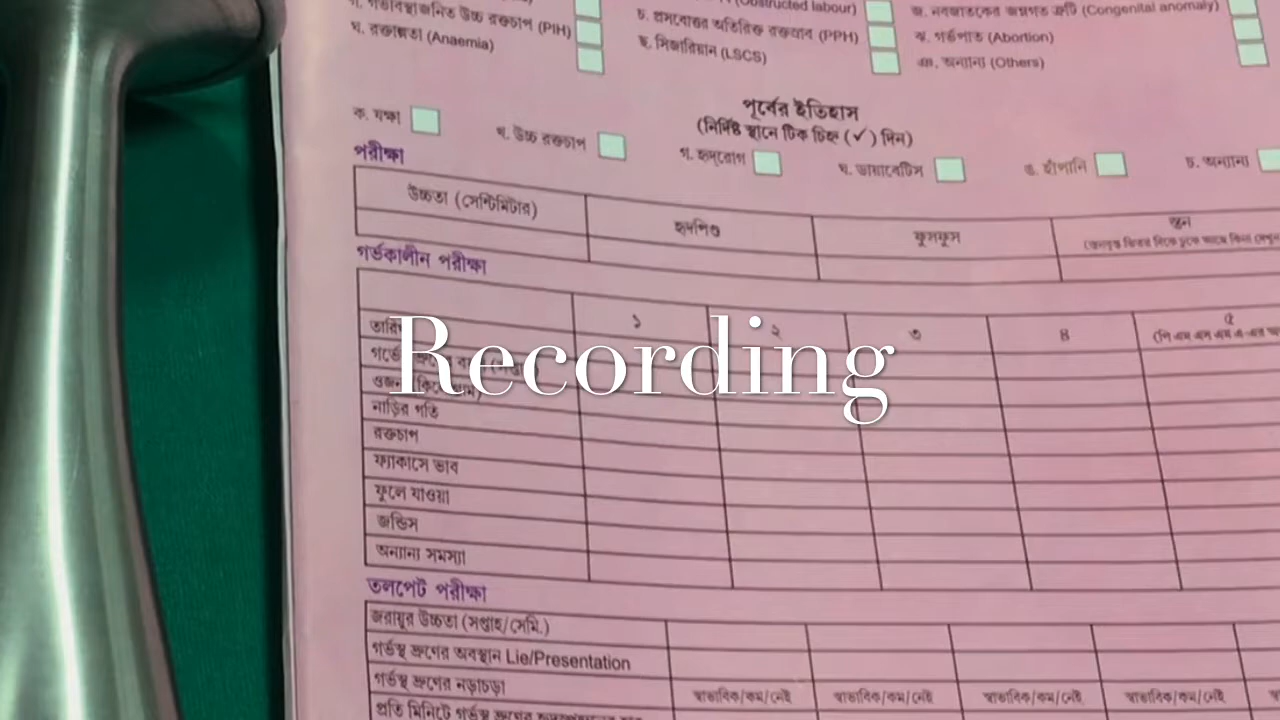 গ. গর্ভাবস্থাজনিত উচ্চ রক্তচাপ (PIH)
ঘ. রক্তাল্পতা (Anaemia)
(Obstructed labour)
চ. প্রসবোত্তর অতিরিক্ত রক্তস্রাব (PPH)
ছ. সিজারিয়ান (LSCS)
জ. নবজাতকের জন্মগত ত্রুটি (Congenital anomaly)
ঝ. গর্ভপাত (Abortion)
ঞ. অন্যান্য (Others)
পূর্বের ইতিহাস
(নির্দিষ্ট স্থানে টিক চিহ্ন (✓) দিন)
ক. যক্ষা
খ. উচ্চ রক্তচাপ
গ. হৃদ্‌রোগ
ঘ. ডায়াবেটিস
ঙ. হাঁপানি
চ. অন্যান্য
পরীক্ষা
উচ্চতা (সেন্টিমিটার)
হৃদপিণ্ড
ফুসফুস
স্তন
গর্ভকালীন পরীক্ষা
১
২
৩
৪
৫
Recording
নাড়ির গতি
রক্তচাপ
ফ্যাকাসে ভাব
ফুলে যাওয়া
জন্ডিস
অন্যান্য সমস্যা
তলপেট পরীক্ষা
জরায়ুর উচ্চতা (সপ্তাহ/সেমি.)
গর্ভস্থ ভ্রূণের অবস্থান Lie/Presentation
গর্ভস্থ ভ্রূণের নড়াচড়া
স্বাভাবিক/কম/নেই
স্বাভাবিক/কম/নেই
স্বাভাবিক/কম/নেই
স্বাভাবিক/কম/নেই
প্রতি মিনিটে গর্ভস্থ ভ্রূণের